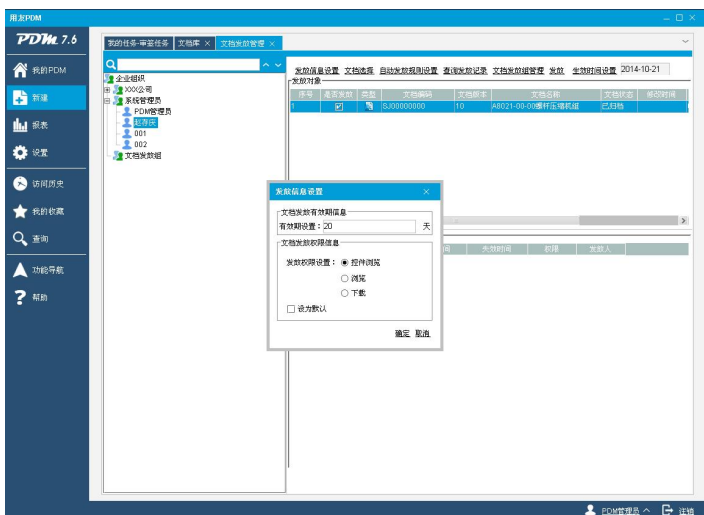 用友PDM
PDM 7.6
我的任务-审签任务 文档库 文档发放管理
我的PDM
新建
报表
设置
访问历史
我的收藏
查询
功能导航
帮助
企业组织
XXX公司
系统管理员
PDM管理员
赵存庆
001
002
文档发放组
发放信息设置 文档选择 自动发放规则设置 查询发放记录 文档发放组管理 发放 生效时间设置 2014-10-21
发放对象
序号 是否发放 类型 文档编码 文档版本 文档名称 文档状态 修改时间
1 SJ00000000 10 A8021-00-00螺杆压缩机组 已归档
间 失效时间 权限 发放人
发放信息设置
文档发放有效期信息
有效期设置：20 天
文档发放权限信息
发放权限设置： 控件浏览
浏览
下载
设为默认
确定 取消
PDM管理员 注销